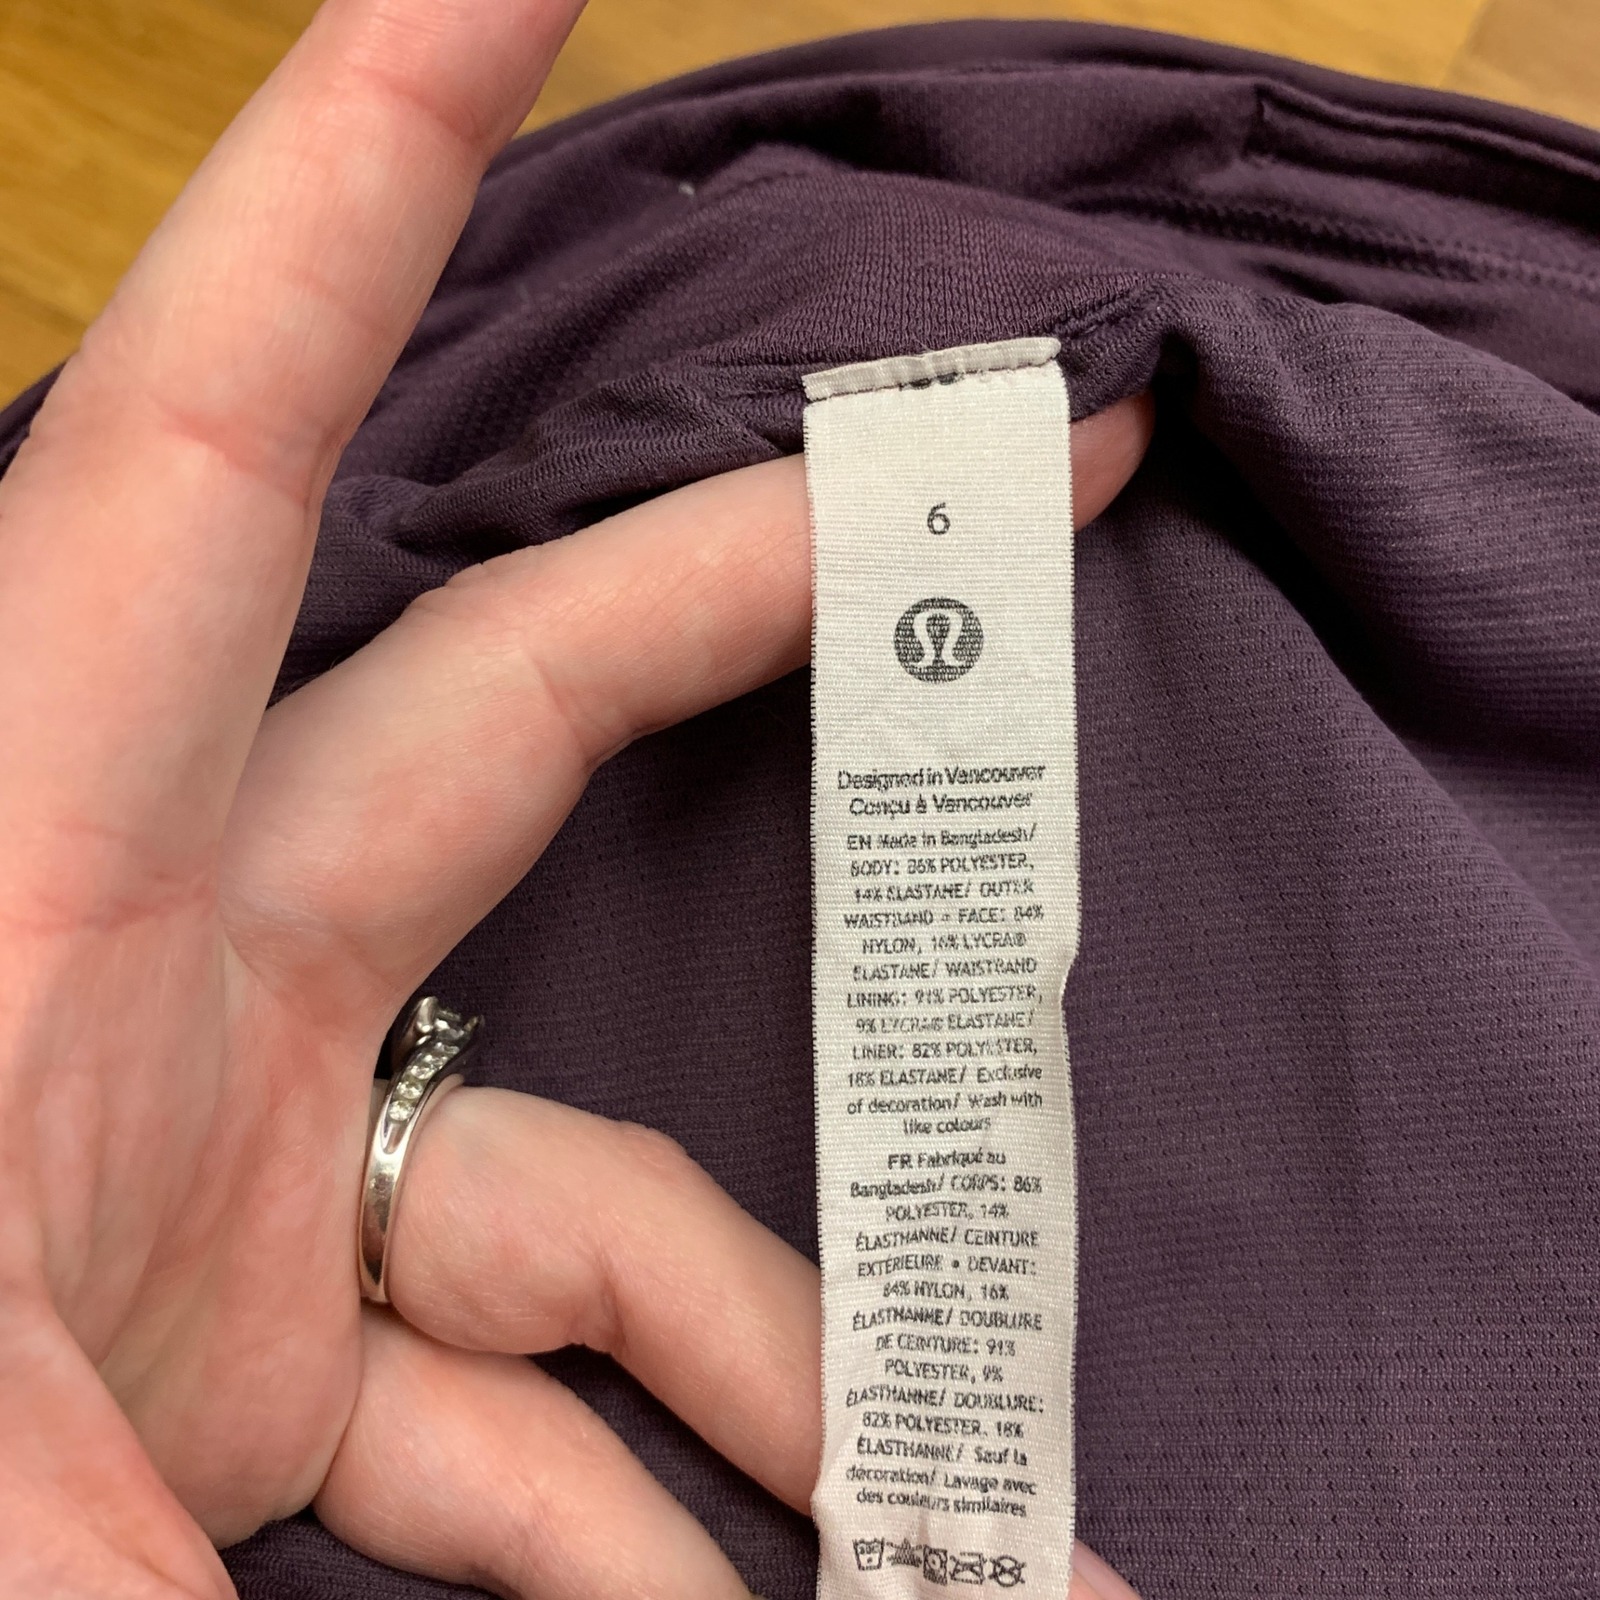 6
Designed in Vancouver
Conçu à Vancouver
EN Made in Bangladesh/
BODY: 86% POLYESTER,
14% ELASTANE/ OUTER
WAISTBAND - FACE: 84%
NYLON, 16% LYCRA®
ELASTANE/ WAISTBAND
LINING: 91% POLYESTER,
9% LYCRA® ELASTANE/
LINER: 82% POLYESTER,
18% ELASTANE/ Exclusive
of decoration/ Wash with
like colours
FR Fabriqué au
Bangladesh/ CORPS: 86%
POLYESTER, 14%
ÉLASTHANNE/ CEINTURE
EXTÉRIEURE • DEVANT:
84% NYLON, 16%
ÉLASTHANNE/ DOUBLURE
DE CEINTURE: 91%
POLYESTER, 9%
ÉLASTHANNE/ DOUBLURE:
82% POLYESTER, 18%
ÉLASTHANNE/ Sauf la
décoration/ Lavage avec
des couleurs similaires